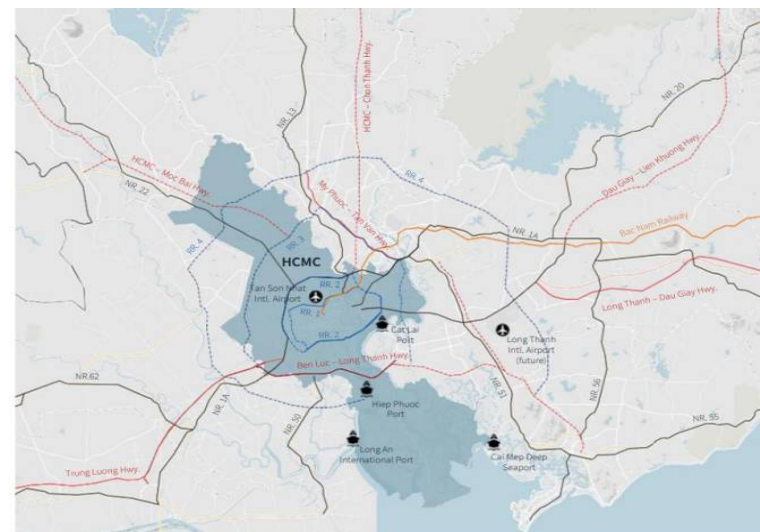 NR. 20
NR. 13
HCMC – Chon Thanh Hwy.
HCMC – Moc Bai Hwy.
NR. 22
Dau Giay – Lien Khuong Hwy.
RR. 4
My Phuoc – Tan Van Hwy.
NR. 1A
Bac Nam Railway
RR. 4
RR. 3
HCMC
RR. 2
Tan Son Nhat
Intl. Airport
RR. 1
RR. 2
Cat Lai
Port
Long Thanh
Intl. Airport
(future)
Long Thanh – Dau Giay Hwy.
Ben Luc – Long Thanh Hwy.
NR.62
NR.1A
NR.50
NR.51
NR.56
NR.55
Hiep Phuoc
Port
Long An
International Port
Cai Mep Deep
Seaport
Trung Luong Hwy.